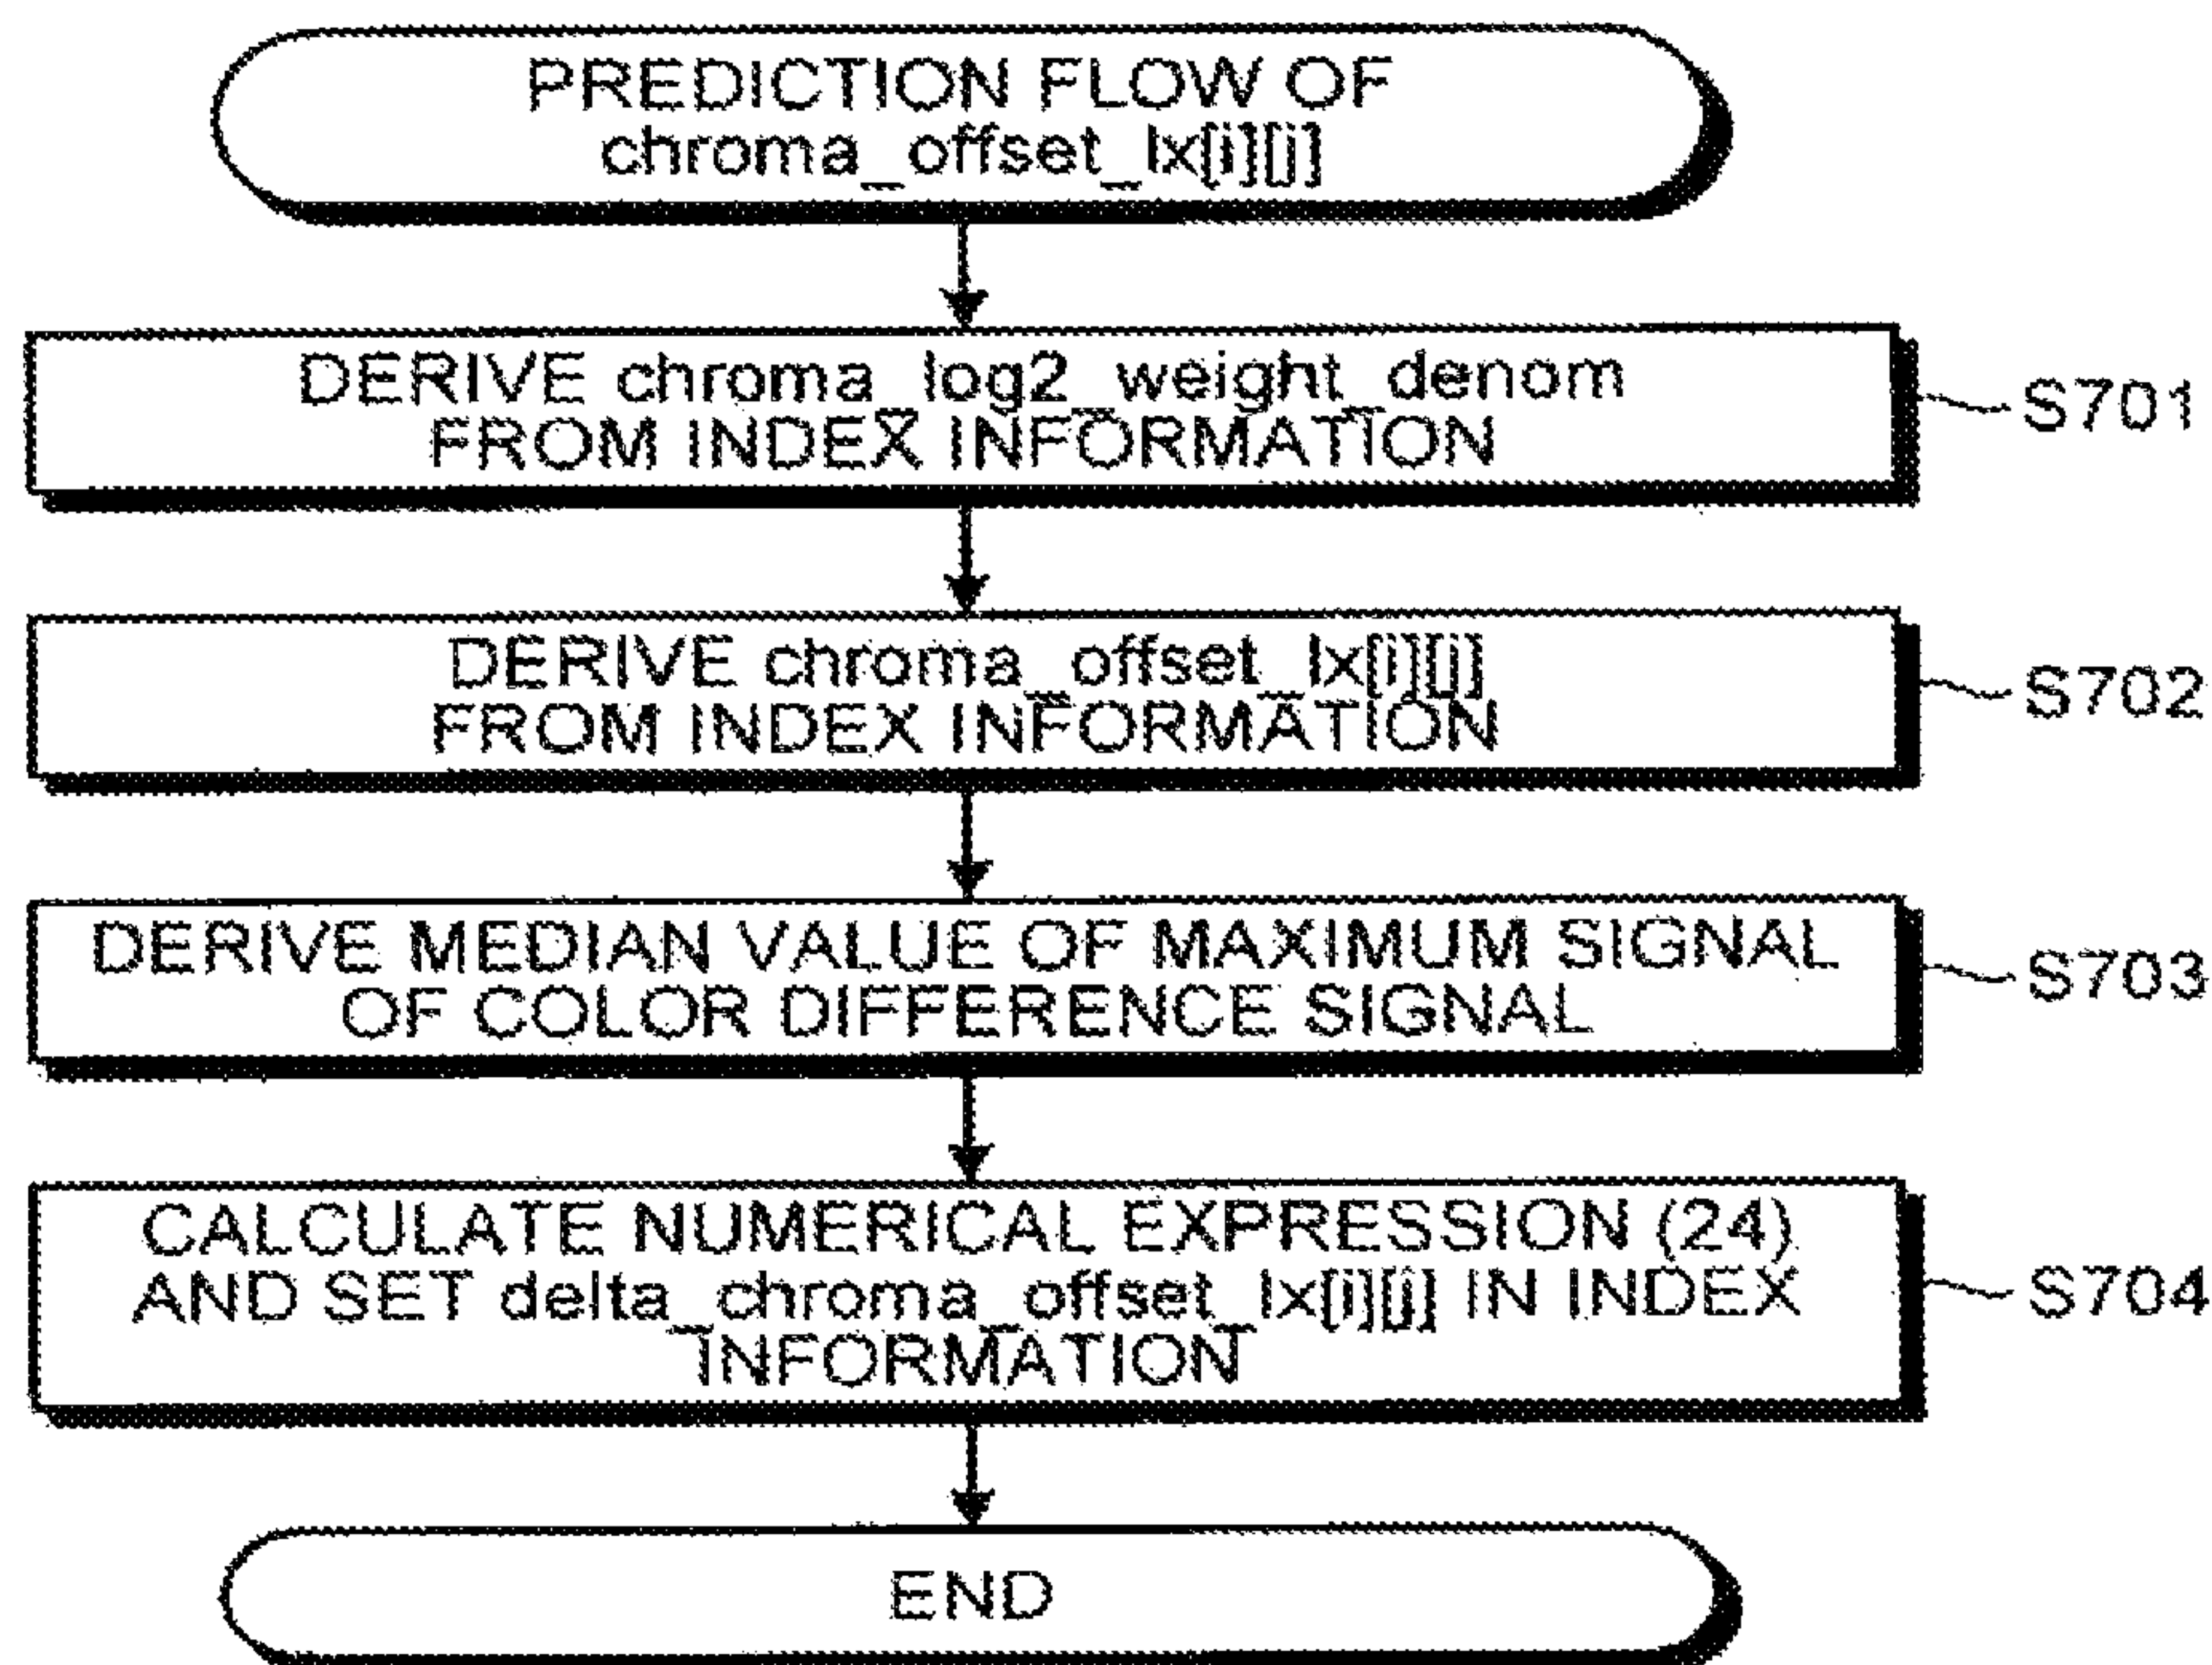 PREDICTION FLOW OF
chroma_offset_lx[i][j]
DERIVE chroma_log2_weight_denom
FROM INDEX INFORMATION
S701
DERIVE chroma_offset_lx[i][j]
FROM INDEX INFORMATION
S702
DERIVE MEDIAN VALUE OF MAXIMUM SIGNAL
OF COLOR DIFFERENCE SIGNAL
S703
CALCULATE NUMERICAL EXPRESSION (24)
AND SET delta_chroma_offset_lx[i][j] IN INDEX
INFORMATION
S704
END